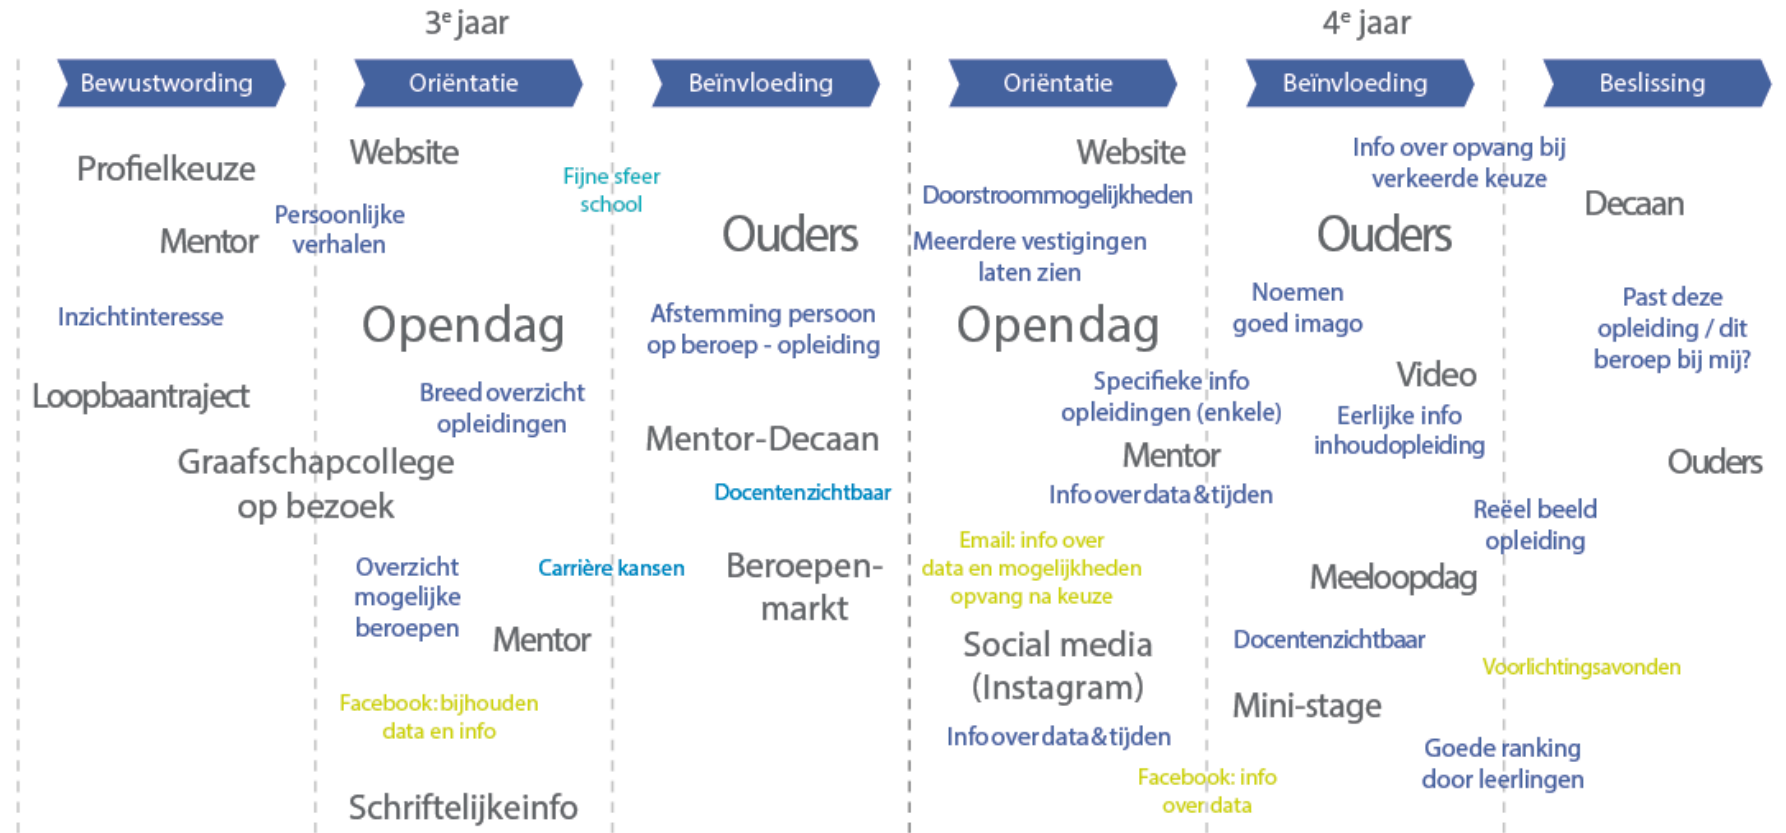 3e jaar
4e jaar
Bewustwording
Oriëntatie
Beïnvloeding
Oriëntatie
Beïnvloeding
Beslissing
Profielkeuze
Persoonlijke
verhalen
Mentor
Inzichtinteresse
Loopbaantraject
Graafschapcollege
op bezoek
Website
Fijne sfeer
school
Opendag
Breed overzicht
opleidingen
Overzicht
mogelijke
beroepen
Carrière kansen
Mentor
Facebook: bijhouden
data en info
Schriftelijkeinfo
Ouders
Afstemming persoon
op beroep - opleiding
Mentor-Decaan
Docentenzichtbaar
Beroepen-
markt
Website
Doorstroommogelijkheden
Meerdere vestigingen
laten zien
Opendag
Specifieke info
opleidingen (enkele)
Mentor
Info over data & tijden
Email: info over
data en mogelijkheden
opvang na keuze
Social media
(Instagram)
Info over data & tijden
Facebook: info
over data
Info over opvang bij
verkeerde keuze
Ouders
Noemen
goed imago
Video
Eerlijke info
inhoudopleiding
Reëel beeld
opleiding
Meeloopdag
Docentenzichtbaar
Voorlichtingsavonden
Mini-stage
Goede ranking
door leerlingen
Decaan
Past deze
opleiding / dit
beroep bij mij?
Ouders